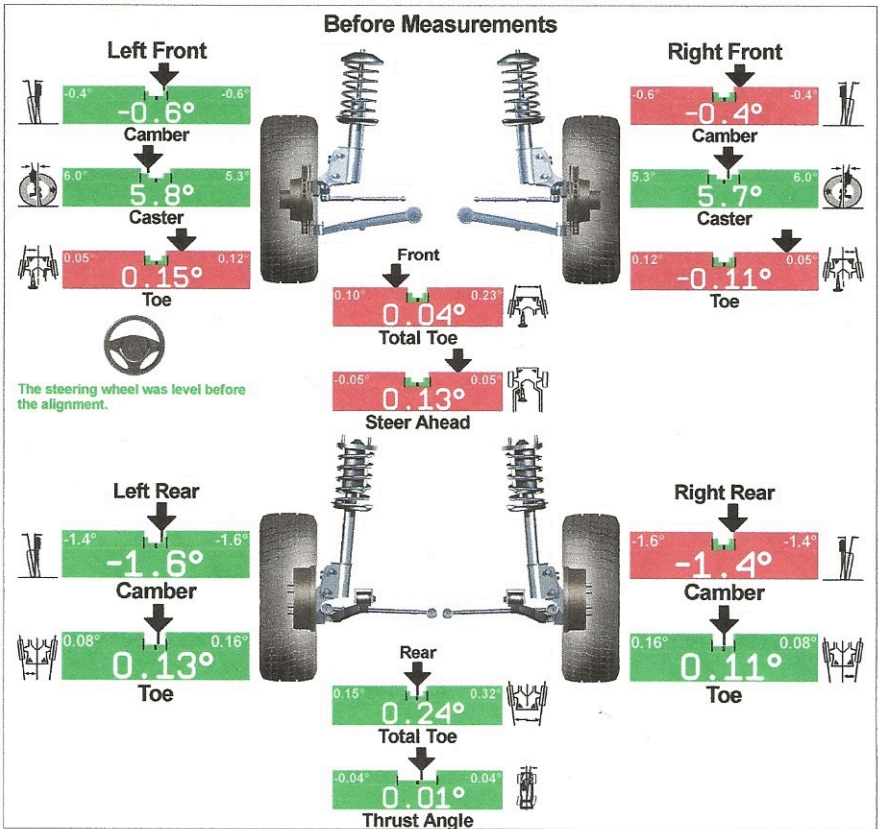 Before Measurements
Left Front
Right Front
-0.4° -0.6°
-0.6°
Camber
-0.6° -0.4°
-0.4°
Camber
6.0° 5.3°
5.8°
Caster
5.3° 6.0°
5.7°
Caster
0.05° 0.12°
0.15°
Toe
0.12° 0.05°
-0.11°
Toe
Front
0.10° 0.23°
0.04°
Total Toe
-0.05° 0.05°
0.13°
Steer Ahead
The steering wheel was level before
the alignment.
Left Rear
Right Rear
-1.4° -1.6°
-1.6°
Camber
-1.6° -1.4°
-1.4°
Camber
0.08° 0.16°
0.13°
Toe
0.16° 0.08°
0.11°
Toe
Rear
0.15° 0.32°
0.24°
Total Toe
-0.04° 0.04°
0.01°
Thrust Angle